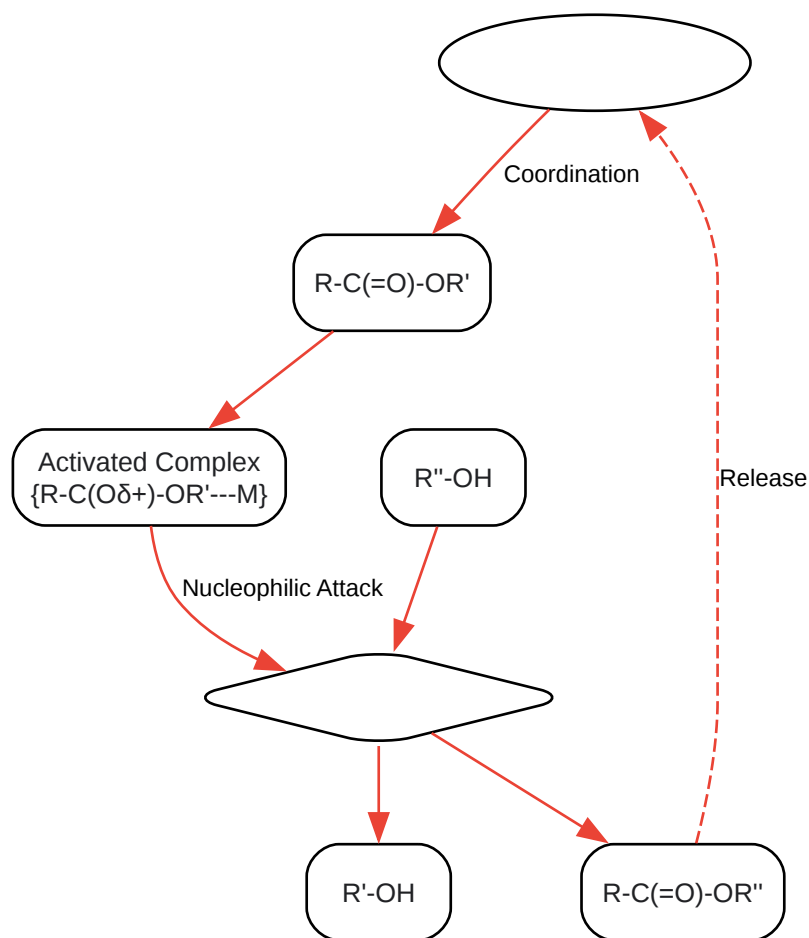 Coordination
R-C(=O)-OR'
Activated Complex
{R-C(Oδ+)-OR'---M}
R''-OH
Release
Nucleophilic Attack
R'-OH
R-C(=O)-OR''